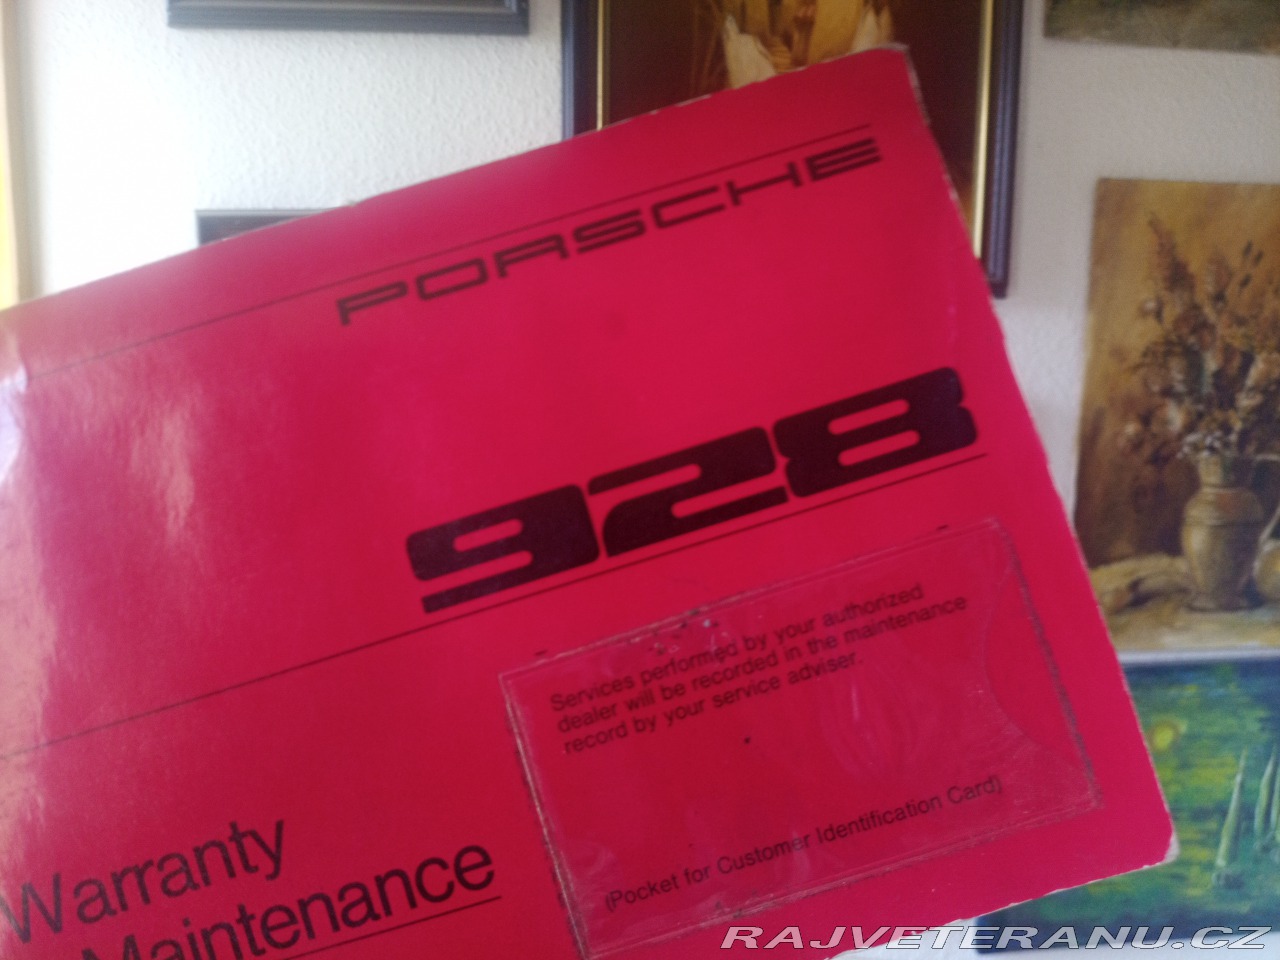 PORSCHE
928
Services performed by your authorized
dealer will be recorded in the maintenance
record by your service adviser.
(Pocket for Customer Identification Card)
Warranty
Maintenance
RAJVETERANU.CZ